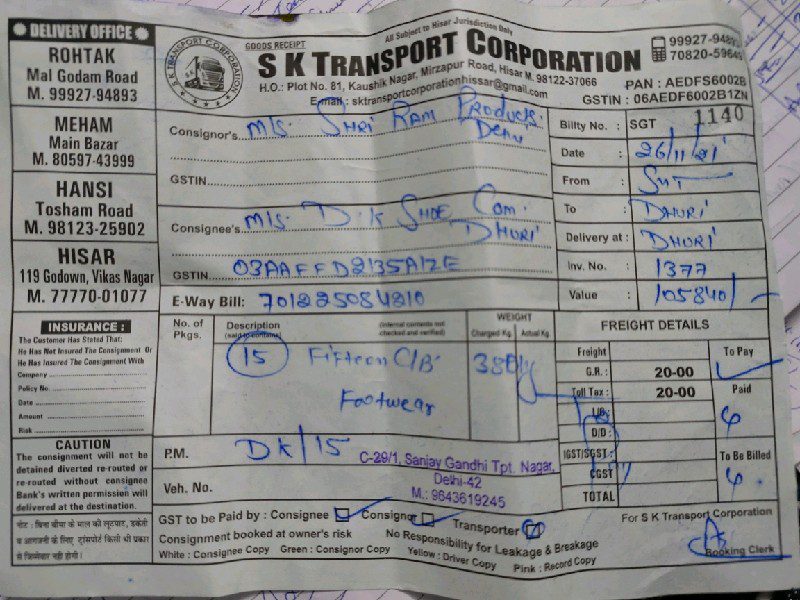 DELIVERY OFFICE
ROHTAK
Mal Godam Road
M. 99927-94893
MEHAM
Main Bazar
M. 80597-43999
HANSI
Tosham Road
M. 98123-25902
HISAR
119 Godown, Vikas Nagar
M. 77770-01077
INSURANCE :
The Customer Has Stated That:
He Has Not Insured The Consignment Or
He Has Insured The Consignment With
Company
Policy No.
Date
Amount
Risk
CAUTION
The consignment will not be
detained diverted re-routed or
re-routed without consignee
Bank's written permission will
delivered at the destination.
All Subject to Hisar Jurisdiction Only
GOODS RECEIPT
S K TRANSPORT CORPORATION
H.O.: Plot No. 81, Kaushik Nagar, Mirzapur Road, Hisar M. 98122-37066
E-mail : sktransportcorporationhissar@gmail.com
PAN : AEDFS6002B
GSTIN : 06AEDF6002B1ZN
Consignor's M/s. SHRI RAM PRODUCTS
GSTIN
Consignee's M/s. D.K SHOE Com.
DHURI
GSTIN 03AAFFD2135A1ZE
E-Way Bill: 701225084810
Billty No. : SGT 1140
Date 26/11/21
From SGT
To DHURI
Delivery at : DHURI
Inv. No. 1377
Value 105840/-
No. of Pkgs.
Description
(said to contain)
(Internal contents not
checked and verified)
WEIGHT
Charged Kg. Actual Kg.
15 Fifteen C/B
Footwear
FREIGHT DETAILS
Freight To Pay
G.R. : 20-00
Toll Tax : 20-00 Paid
D/D :
IGST/SGST : To Be Billed
CGST
TOTAL
P.M. DK/15
Veh. No.
C-29/1, Sanjay Gandhi Tpt. Nagar,
Delhi-42
M.: 9643619245
GST to be Paid by : Consignee Consignor Transporter
Consignment booked at owner's risk No Responsibility for Leakage & Breakage
White : Consignee Copy Green : Consignor Copy Yellow : Driver Copy Pink : Record Copy
For S K Transport Corporation
Booking Clerk